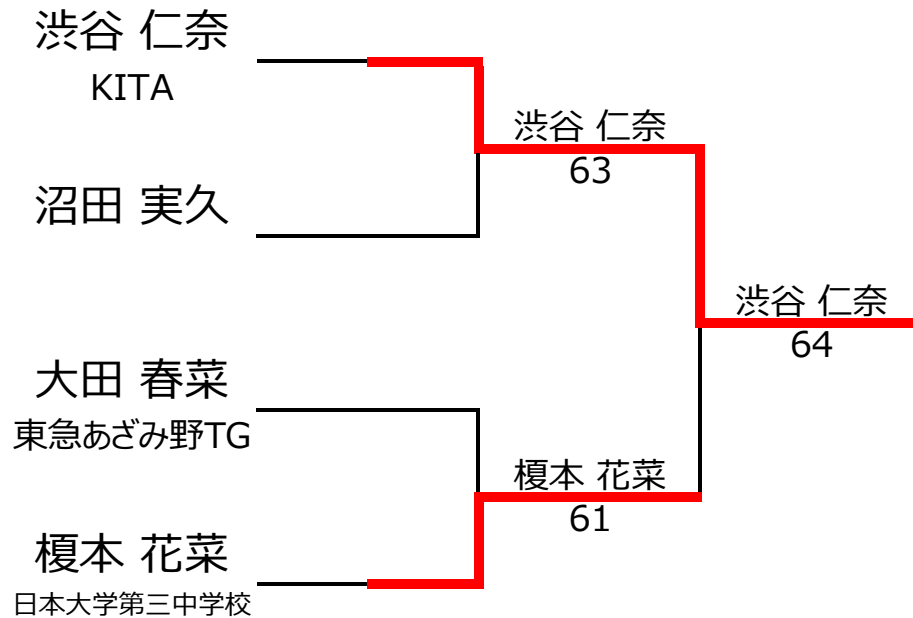 渋谷 仁奈
KITA
渋谷 仁奈
63
沼田 実久
渋谷 仁奈
64
大田 春菜
東急あざみ野TG
榎本 花菜
61
榎本 花菜
日本大学第三中学校